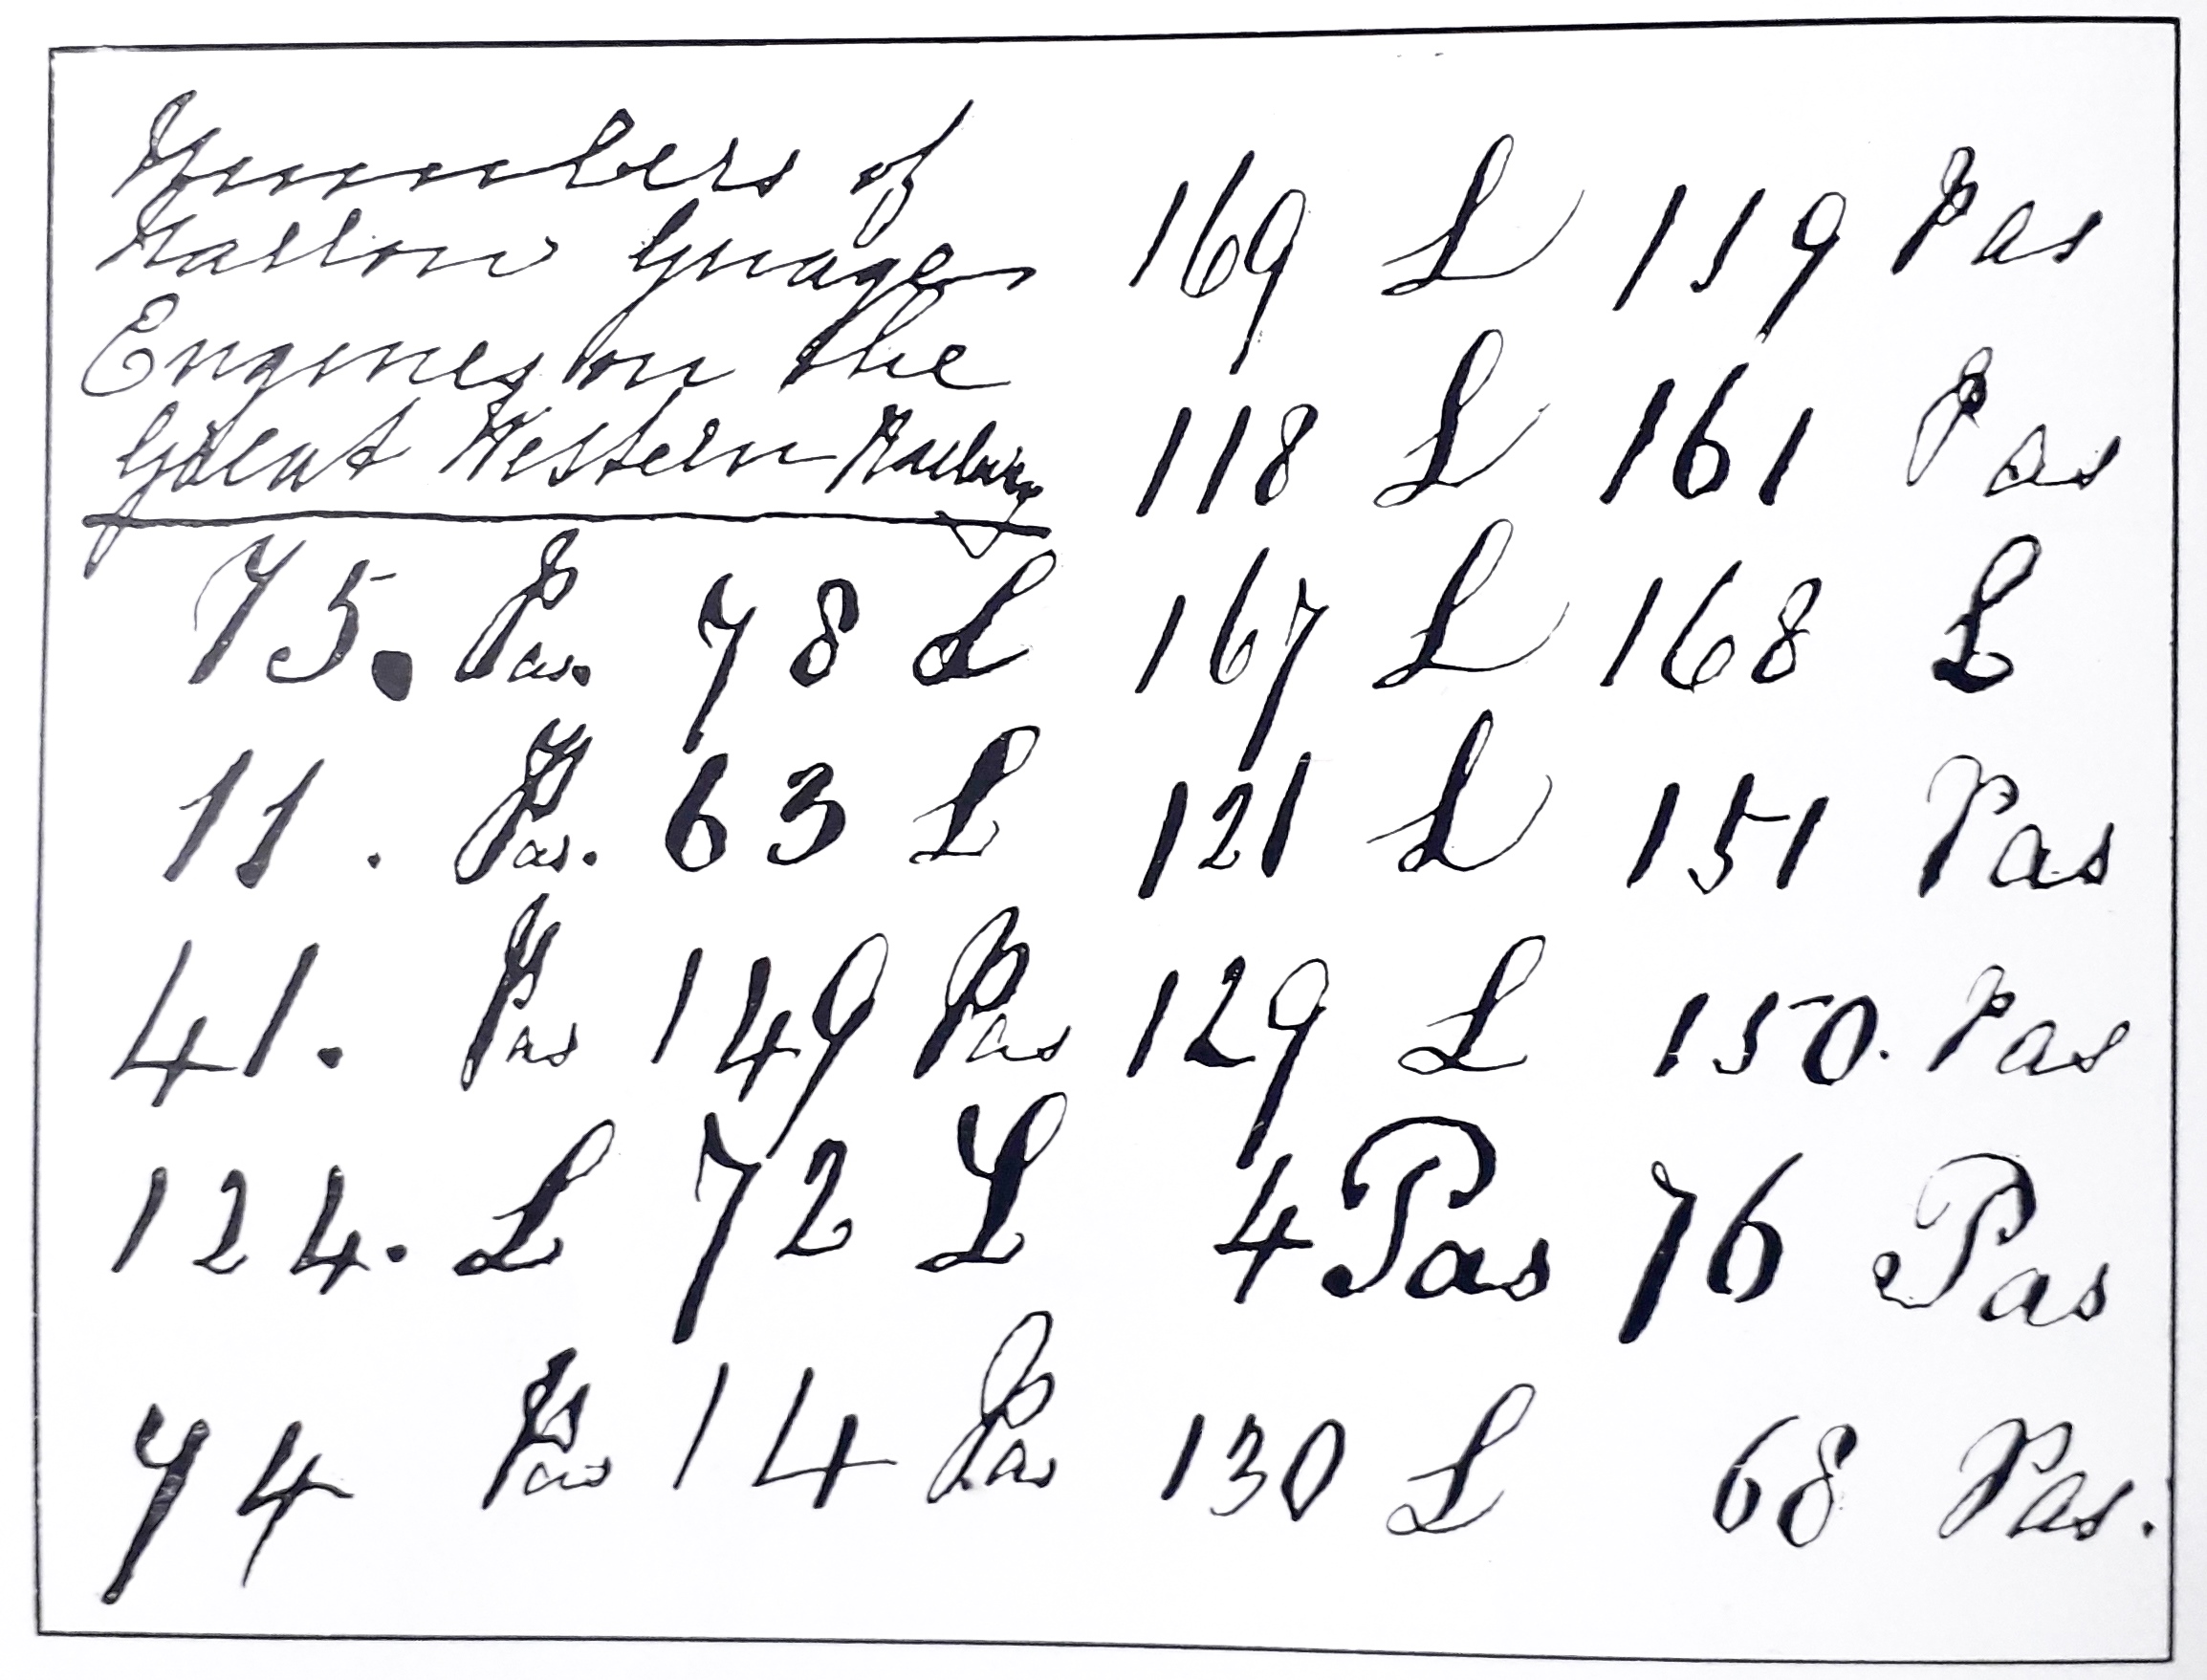 Numbers of
Narrow Guage
Engines on the
Great Western Railway
169 L 119 Pas
118 L 161 Pas
75. Pas. 78 L 167 L 168 L
11. Pas. 63 L 121 L 151 Pas
41. Pas 149 Pas 129 L 150. Pas
124. L 72 L 4 Pas 76 Pas
74 Pas 14 Pas 130 L 68 Pas.